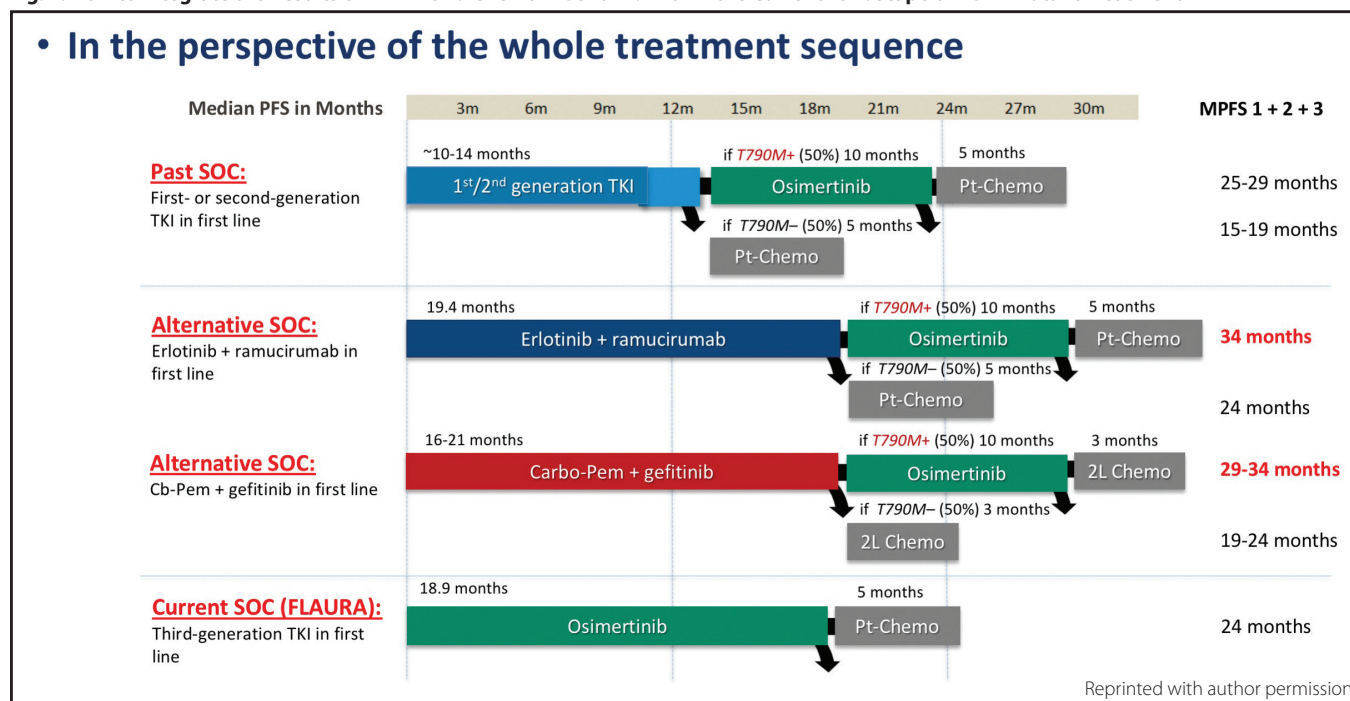 • In the perspective of the whole treatment sequence
Median PFS in Months
3m 6m 9m 12m 15m 18m 21m 24m 27m 30m
MPFS 1 + 2 + 3
Past SOC:
First- or second-generation
TKI in first line
~10-14 months
1st/2nd generation TKI
if T790M+ (50%) 10 months
Osimertinib
5 months
Pt-Chemo
25-29 months
if T790M– (50%) 5 months
Pt-Chemo
15-19 months
Alternative SOC:
Erlotinib + ramucirumab in
first line
19.4 months
Erlotinib + ramucirumab
if T790M+ (50%) 10 months
Osimertinib
5 months
Pt-Chemo
34 months
if T790M– (50%) 5 months
Pt-Chemo
24 months
Alternative SOC:
Cb-Pem + gefitinib in first line
16-21 months
Carbo-Pem + gefitinib
if T790M+ (50%) 10 months
Osimertinib
3 months
2L Chemo
29-34 months
if T790M– (50%) 3 months
2L Chemo
19-24 months
Current SOC (FLAURA):
Third-generation TKI in first
line
18.9 months
Osimertinib
5 months
Pt-Chemo
24 months
Reprinted with author permission